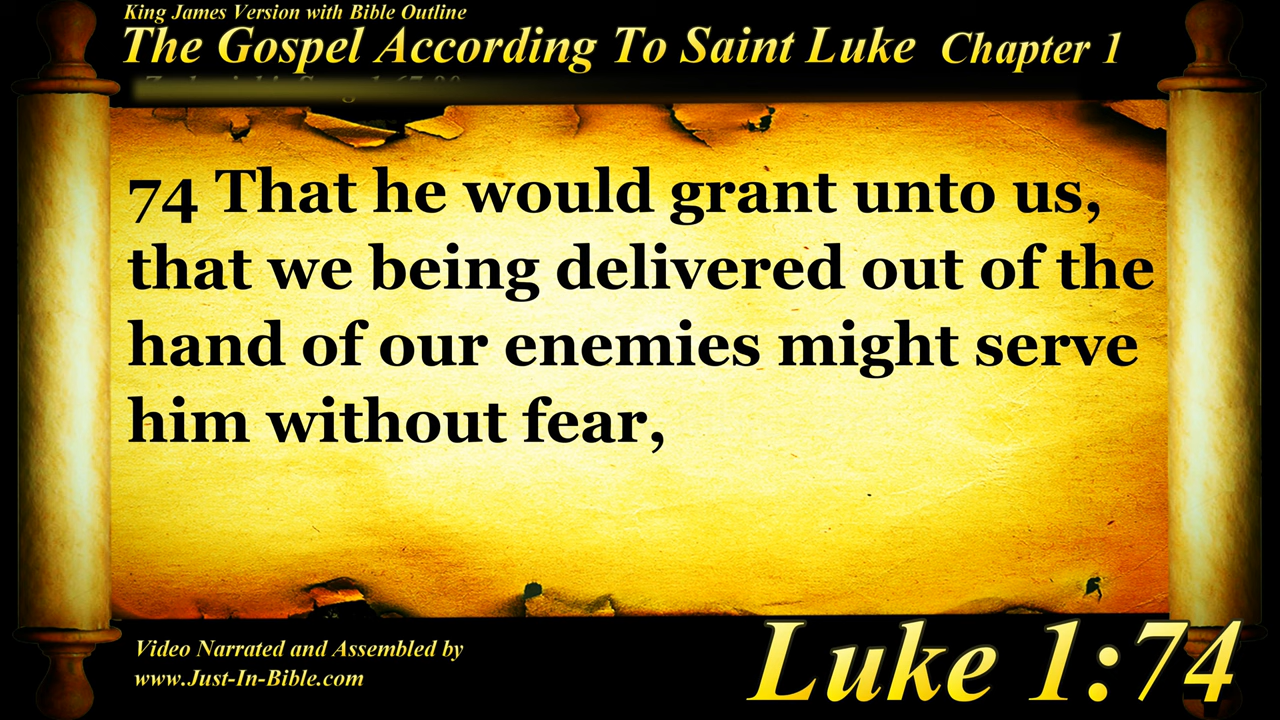 King James Version with Bible Outline
The Gospel According To Saint Luke Chapter 1
74 That he would grant unto us,
that we being delivered out of the
hand of our enemies might serve
him without fear,
Video Narrated and Assembled by
www.Just-In-Bible.com
Luke 1:74